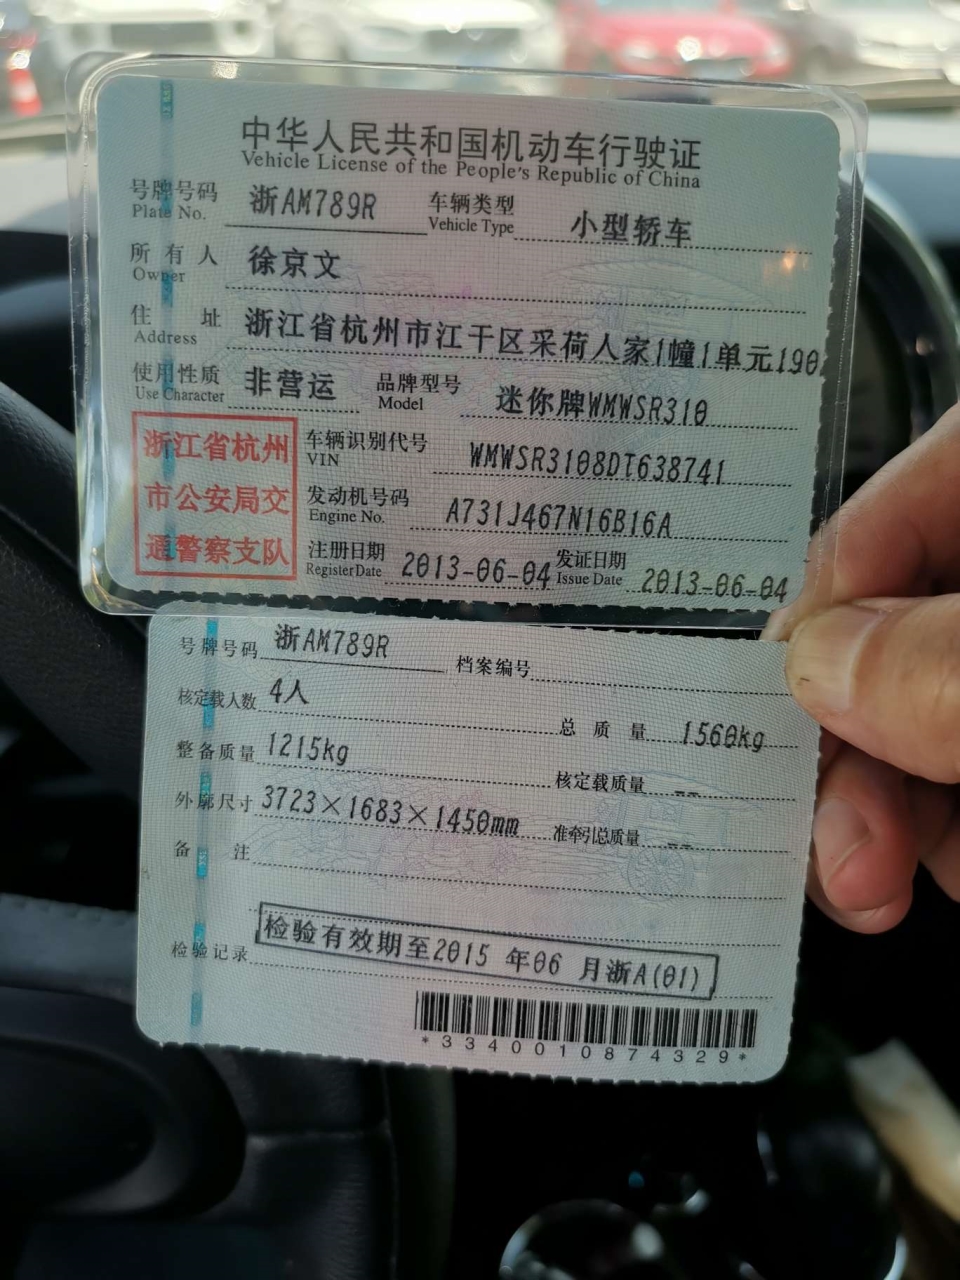 中华人民共和国机动车行驶证
Vehicle License of the People's Republic of China
号牌号码 浙AM789R 车辆类型 小型轿车
Plate No. Vehicle Type
所有人 徐京文
Owner
住址 浙江省杭州市江干区采荷人家1幢1单元190
Address
使用性质 非营运 品牌型号 迷你牌WMWSR310
Use Character Model
浙江省杭州
市公安局交
通警察支队
车辆识别代号 WMWSR3108DT638741
VIN
发动机号码 A731J467N16B16A
Engine No.
注册日期 2013-06-04 发证日期 2013-06-04
Register Date Issue Date
号牌号码 浙AM789R 档案编号
核定载人数 4人 总质量 1560kg
整备质量 1215kg 核定载质量 --
外廓尺寸 3723×1683×1450mm 准牵引总质量 --
备注
检验记录 检验有效期至2015 年06 月浙A(01)
*3340010874329*